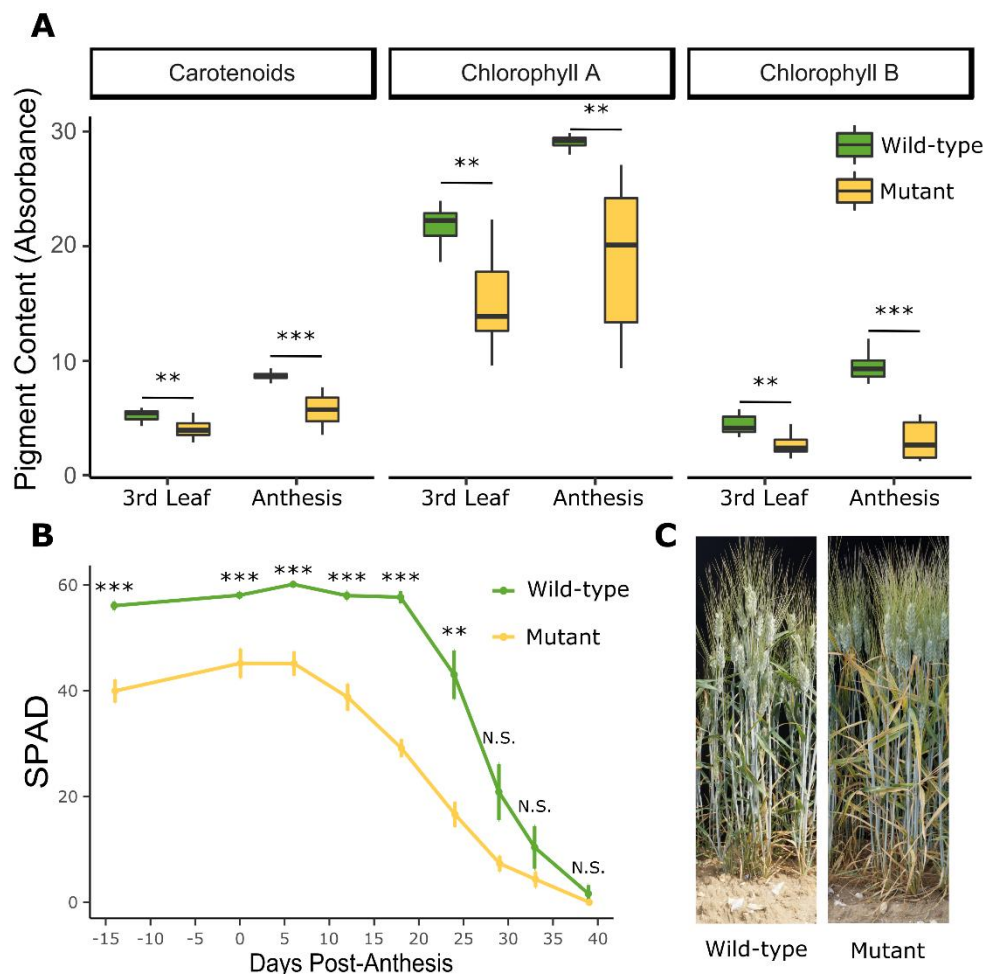 A
Carotenoids
Chlorophyll A
Chlorophyll B
Pigment Content (Absorbance)
30
20
10
0
** *** ** ** ** ***
Wild-type
Mutant
3rd Leaf Anthesis 3rd Leaf Anthesis 3rd Leaf Anthesis
B
SPAD
60
40
20
0
*** *** *** *** *** ** N.S. N.S. N.S.
Wild-type
Mutant
-15 -10 -5 0 5 10 15 20 25 30 35 40
Days Post-Anthesis
C
Wild-type Mutant